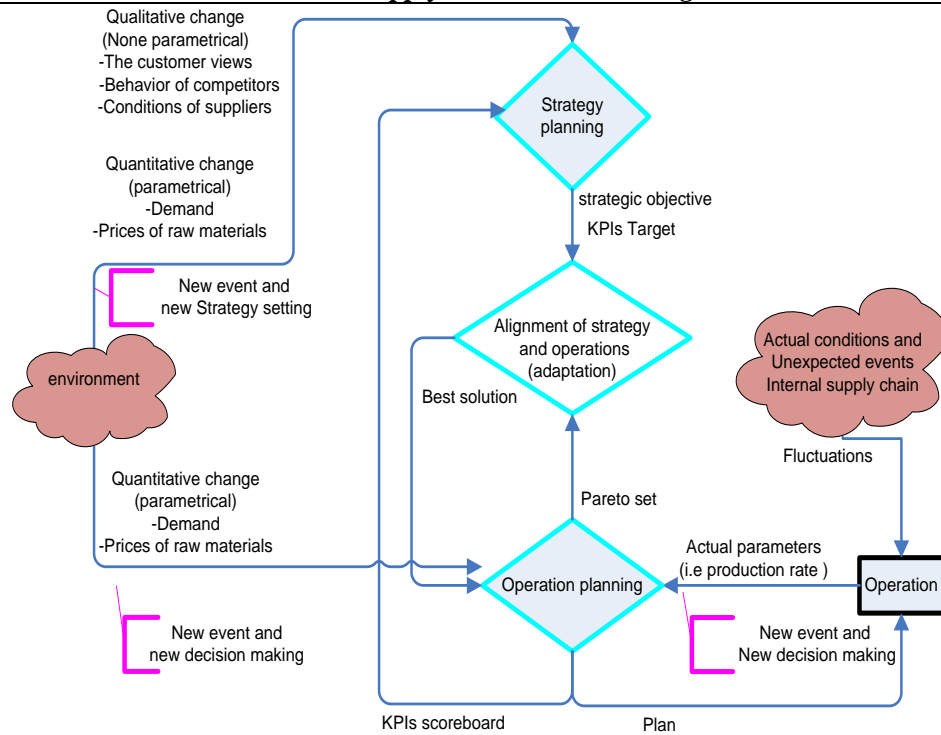 Qualitative change
(None parametrical)
-The customer views
-Behavior of competitors
-Conditions of suppliers
Strategy
planning
Quantitative change
(parametrical)
-Demand
-Prices of raw materials
strategic objective
KPIs Target
New event and
new Strategy setting
Alignment of strategy
and operations
(adaptation)
Actual conditions and
Unexpected events
Internal supply chain
environment
Best solution
Fluctuations
Quantitative change
(parametrical)
-Demand
-Prices of raw materials
Pareto set
Actual parameters
(i.e production rate )
Operation planning
Operation
New event and
new decision making
New event and
New decision making
KPIs scoreboard
Plan